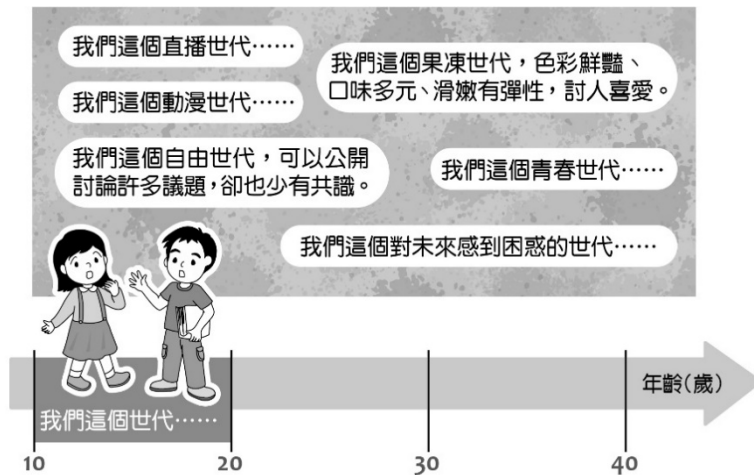 我們這個直播世代……
我們這個果凍世代，色彩鮮豔、
口味多元、滑嫩有彈性，討人喜愛。
我們這個動漫世代……
我們這個自由世代，可以公開
討論許多議題，卻也少有共識。
我們這個青春世代……
我們這個對未來感到困惑的世代……
年齡(歲)
我們這個世代……
10
20
30
40